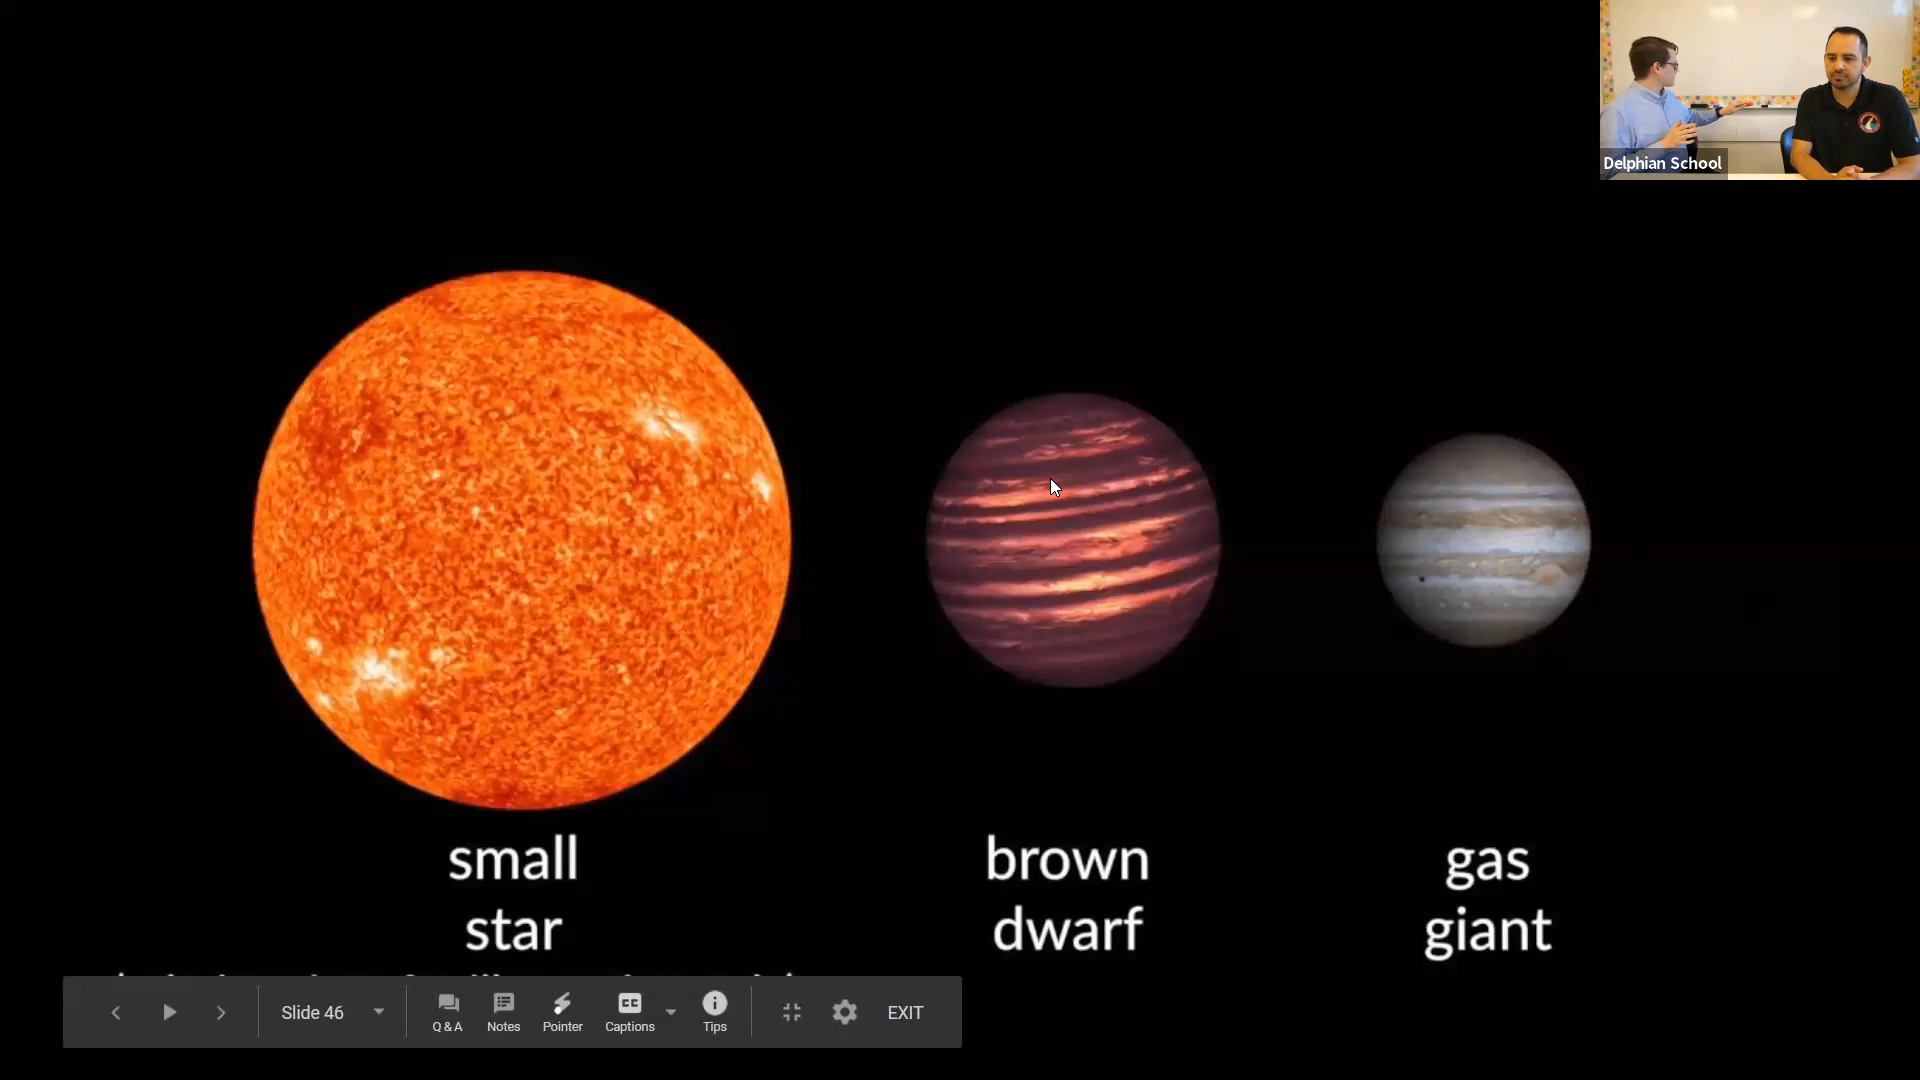 Delphian School
small
star
brown
dwarf
gas
giant
Slide 46
Q & A
Notes
Pointer
Captions
Tips
EXIT